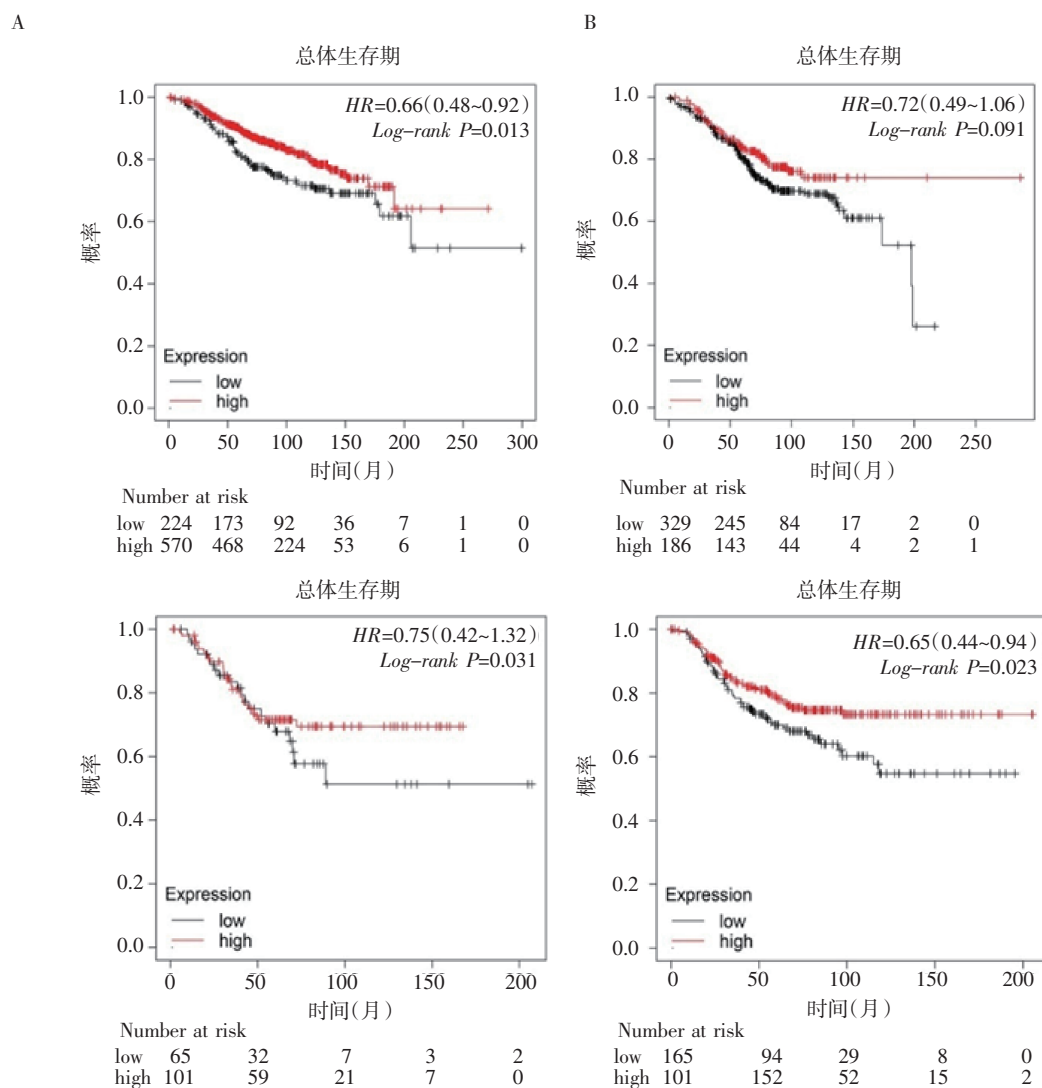 A
总体生存期
HR=0.66(0.48~0.92)
Log-rank P=0.013
概率
1.0
0.8
0.6
0.4
0.2
0.0
Expression
low
high
0 50 100 150 200 250 300
时间(月)
Number at risk
low 224 173 92 36 7 1 0
high 570 468 224 53 6 1 0
B
总体生存期
HR=0.72(0.49~1.06)
Log-rank P=0.091
概率
1.0
0.8
0.6
0.4
0.2
0.0
Expression
low
high
0 50 100 150 200 250
时间(月)
Number at risk
low 329 245 84 17 2 0
high 186 143 44 4 2 1
总体生存期
HR=0.75(0.42~1.32)
Log-rank P=0.031
概率
1.0
0.8
0.6
0.4
0.2
0.0
Expression
low
high
0 50 100 150 200
时间(月)
Number at risk
low 65 32 7 3 2
high 101 59 21 7 0
总体生存期
HR=0.65(0.44~0.94)
Log-rank P=0.023
概率
1.0
0.8
0.6
0.4
0.2
0.0
Expression
low
high
0 50 100 150 200
时间(月)
Number at risk
low 165 94 29 8 0
high 101 152 52 15 2